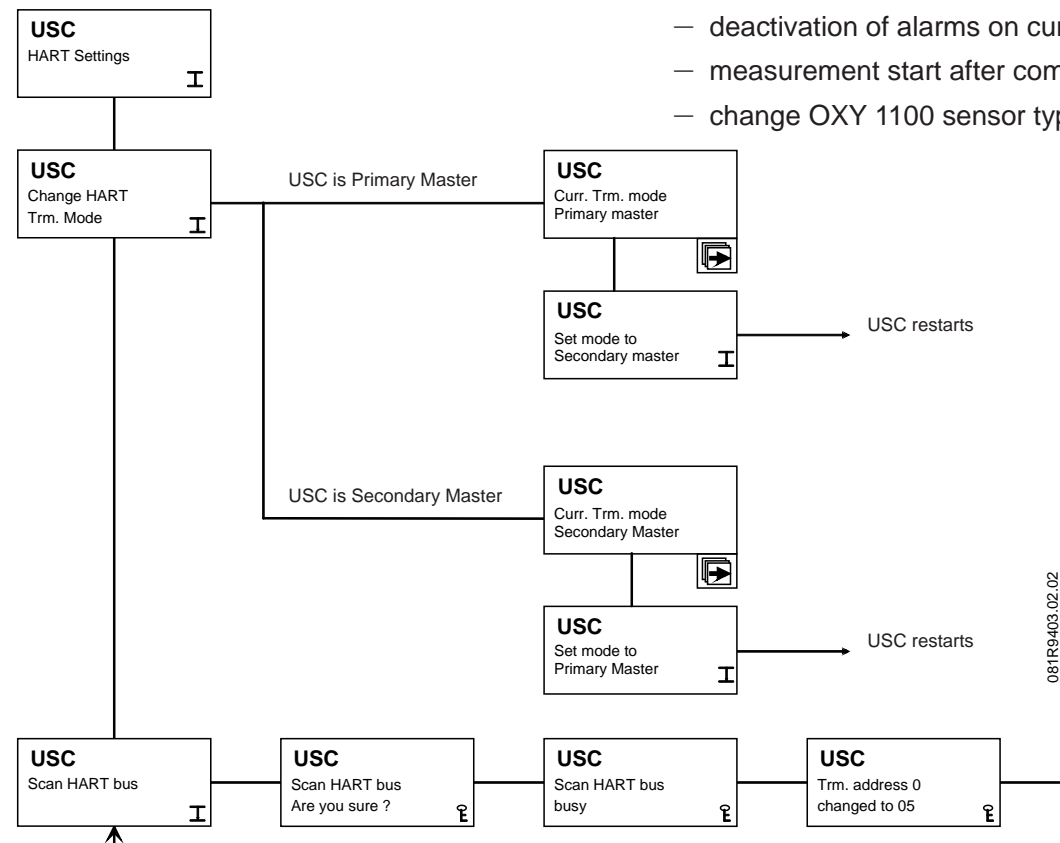 USC
HART Settings
— deactivation of alarms on
— measurement start after
— change OXY 1100 sensor
USC
Change HART
Trm. Mode
USC is Primary Master
USC
Curr. Trm. mode
Primary master
USC
Set mode to
Secondary master
USC restarts
USC is Secondary Master
USC
Curr. Trm. mode
Secondary Master
USC
Set mode to
Primary Master
USC restarts
081R9403.02.02
USC
Scan HART bus
USC
Scan HART bus
Are you sure ?
USC
Scan HART bus
busy
USC
Trm. address 0
changed to 05